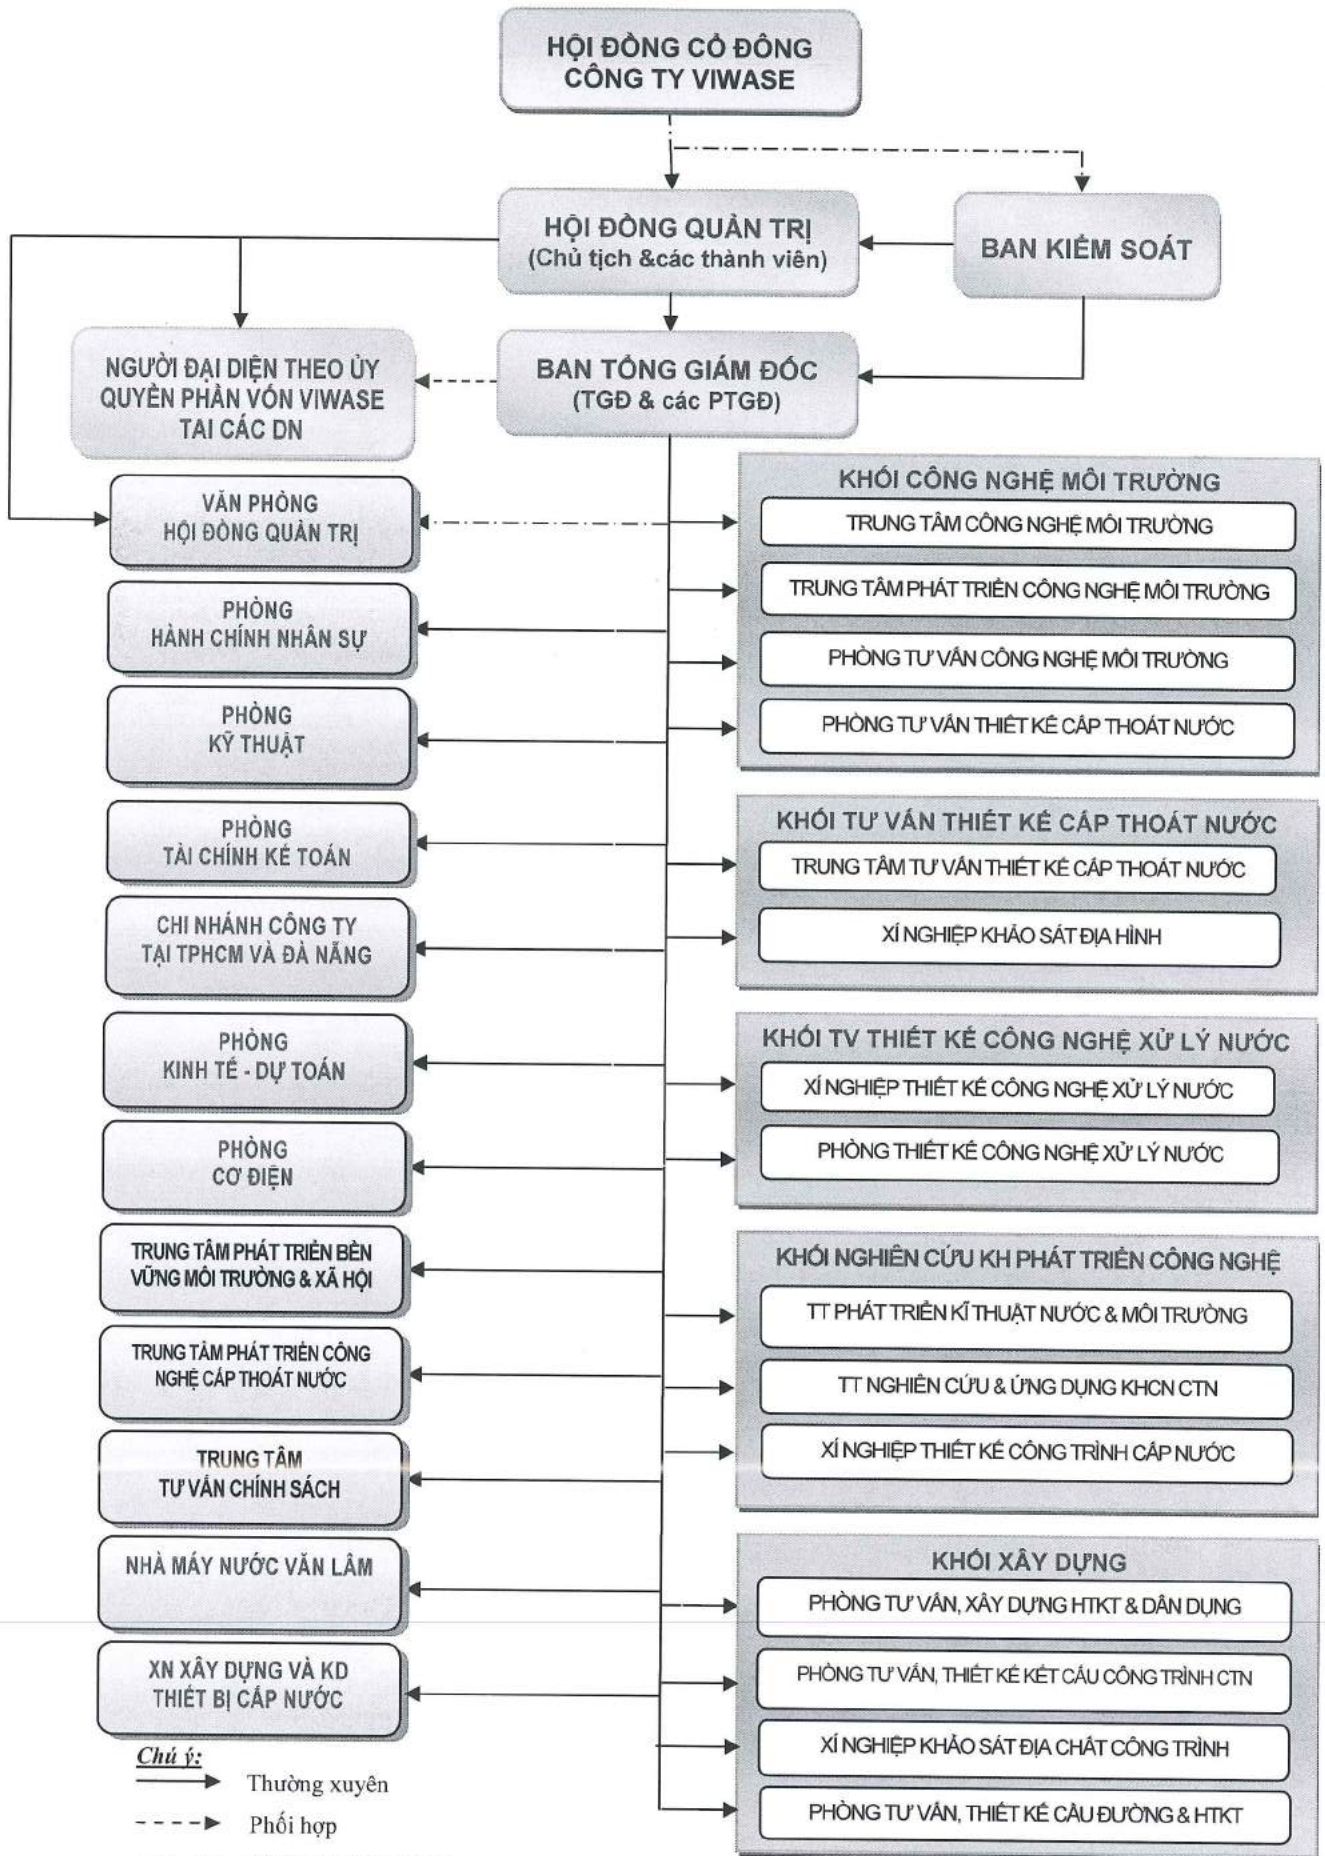 HỘI ĐỒNG CỔ ĐÔNG
CÔNG TY VIWASE
HỘI ĐỒNG QUẢN TRỊ
(Chủ tịch &các thành viên)
BAN KIỂM SOÁT
NGƯỜI ĐẠI DIỆN THEO ỦY
QUYỀN PHẦN VỐN VIWASE
TẠI CÁC DN
BAN TỔNG GIÁM ĐỐC
(TGĐ & các PTGĐ)
VĂN PHÒNG
HỘI ĐỒNG QUẢN TRỊ
PHÒNG
HÀNH CHÍNH NHÂN SỰ
PHÒNG
KỸ THUẬT
PHÒNG
TÀI CHÍNH KẾ TOÁN
CHI NHÁNH CÔNG TY
TẠI TPHCM VÀ ĐÀ NẴNG
PHÒNG
KINH TẾ - DỰ TOÁN
PHÒNG
CƠ ĐIỆN
TRUNG TÂM PHÁT TRIỂN BỀN
VỮNG MÔI TRƯỜNG & XÃ HỘI
TRUNG TÂM PHÁT TRIỂN CÔNG
NGHỆ CẤP THOÁT NƯỚC
TRUNG TÂM
TƯ VẤN CHÍNH SÁCH
NHÀ MÁY NƯỚC VĂN LÂM
XN XÂY DỰNG VÀ KD
THIẾT BỊ CẤP NƯỚC
KHỐI CÔNG NGHỆ MÔI TRƯỜNG
TRUNG TÂM CÔNG NGHỆ MÔI TRƯỜNG
TRUNG TÂM PHÁT TRIỂN CÔNG NGHỆ MÔI TRƯỜNG
PHÒNG TƯ VẤN CÔNG NGHỆ MÔI TRƯỜNG
PHÒNG TƯ VẤN THIẾT KẾ CẤP THOÁT NƯỚC
KHỐI TƯ VẤN THIẾT KẾ CẤP THOÁT NƯỚC
TRUNG TÂM TƯ VẤN THIẾT KẾ CẤP THOÁT NƯỚC
XÍ NGHIỆP KHẢO SÁT ĐỊA HÌNH
KHỐI TV THIẾT KẾ CÔNG NGHỆ XỬ LÝ NƯỚC
XÍ NGHIỆP THIẾT KẾ CÔNG NGHỆ XỬ LÝ NƯỚC
PHÒNG THIẾT KẾ CÔNG NGHỆ XỬ LÝ NƯỚC
KHỐI NGHIÊN CỨU KH PHÁT TRIỂN CÔNG NGHỆ
TT PHÁT TRIỂN KĨ THUẬT NƯỚC & MÔI TRƯỜNG
TT NGHIÊN CỨU & ỨNG DỤNG KHCN CTN
XÍ NGHIỆP THIẾT KẾ CÔNG TRÌNH CẤP NƯỚC
KHỐI XÂY DỰNG
PHÒNG TƯ VẤN, XÂY DỰNG HTKT & DÂN DỤNG
PHÒNG TƯ VẤN, THIẾT KẾ KẾT CẤU CÔNG TRÌNH CTN
XÍ NGHIỆP KHẢO SÁT ĐỊA CHẤT CÔNG TRÌNH
PHÒNG TƯ VẤN, THIẾT KẾ CẦU ĐƯỜNG & HTKT
Chú ý:
Thường xuyên
Phối hợp